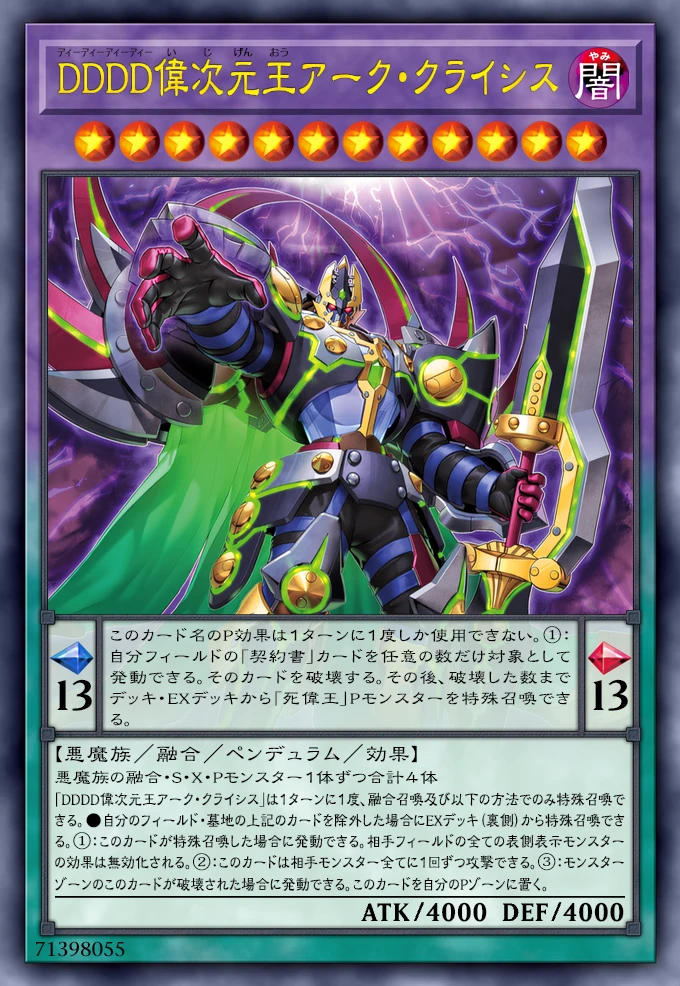 ディーディーディーディー い じ げん おう
DDDD偉次元王アーク・クライシス
やみ
闇
このカード名のP効果は1ターンに1度しか使用できない。①:
自分フィールドの「契約書」カードを任意の数だけ対象として
発動できる。そのカードを破壊する。その後、破壊した数まで
デッキ・EXデッキから「死偉王」Pモンスターを特殊召喚でき
る。
13
13
【悪魔族/融合/ペンデュラム/効果】
悪魔族の融合・S・X・Pモンスター1体ずつ合計4体
「DDDD偉次元王アーク・クライシス」は1ターンに1度、融合召喚及び以下の方法でのみ特殊召喚で
きる。●自分のフィールド・墓地の上記のカードを除外した場合にEXデッキ(裏側)から特殊召喚でき
る。①:このカードが特殊召喚した場合に発動できる。相手フィールドの全ての表側表示モンスター
の効果は無効化される。②:このカードは相手モンスター全てに1回ずつ攻撃できる。③:モンスター
ゾーンのこのカードが破壊された場合に発動できる。このカードを自分のPゾーンに置く。
ATK/4000 DEF/4000
71398055